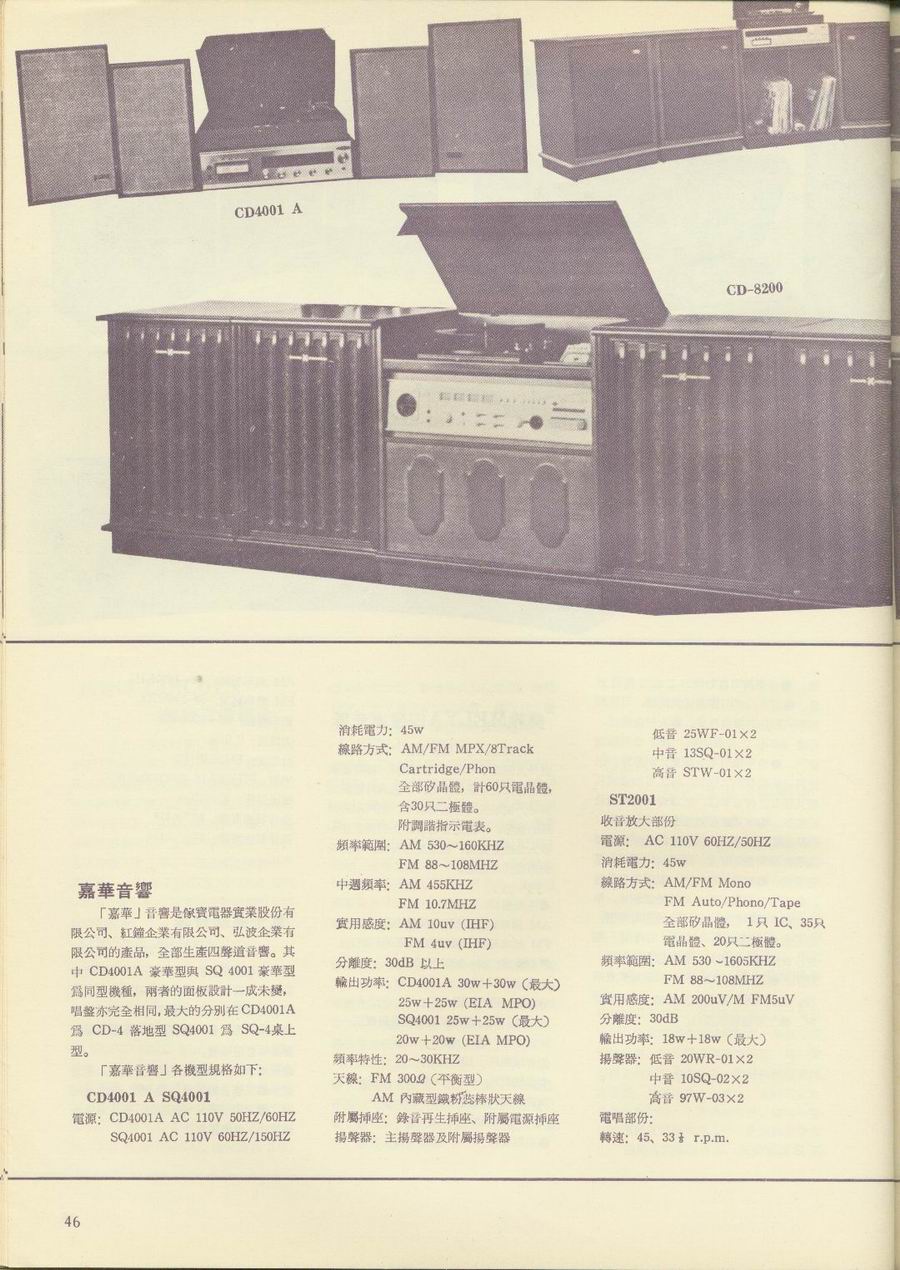 CD4001 A
CD-8200
嘉華音響
「嘉華」音響是傢寶電器實業股份有
限公司、紅鐘企業有限公司、弘波企業有
限公司的產品，全部生產四聲道音響。其
中 CD4001A 豪華型與 SQ 4001 豪華型
爲同型機種，兩者的面板設計一成未變，
唱盤亦完全相同，最大的分別在 CD4001A
爲 CD-4 落地型 SQ4001 爲 SQ-4桌上
型。
「嘉華音響」各機型規格如下：
CD4001 A SQ4001
電源：CD4001A AC 110V 50HZ/60HZ
SQ4001 AC 110V 60HZ/150HZ
消耗電力：45w
線路方式：AM/FM MPX/8Track
Cartridge/Phon
全部矽晶體，計60只電晶體，
含30只二極體。
附調諧指示電表。
頻率範圍：AM 530～160KHZ
FM 88～108MHZ
中週頻率：AM 455KHZ
FM 10.7MHZ
實用感度：AM 10uv (IHF)
FM 4uv (IHF)
分離度：30dB 以上
輸出功率：CD4001A 30w＋30w（最大）
25w＋25w (EIA MPO)
SQ4001 25w＋25w（最大）
20w＋20w (EIA MPO)
頻率特性：20～30KHZ
天線：FM 300Ω（平衡型）
AM 內藏型鐵粉蕊棒狀天線
附屬插座：錄音再生插座、附屬電源插座
揚聲器：主揚聲器及附屬揚聲器
低音 25WF-01×2
中音 13SQ-01×2
高音 STW-01×2
ST2001
收音放大部份
電源： AC 110V 60HZ/50HZ
消耗電力：45w
線路方式：AM/FM Mono
FM Auto/Phono/Tape
全部矽晶體， 1只 IC、35只
電晶體、20只二極體。
頻率範圍：AM 530～1605KHZ
FM 88～108MHZ
實用感度：AM 200uV/M FM5uV
分離度：30dB
輸出功率：18w＋18w（最大）
揚聲器：低音 20WR-01×2
中音 10SQ-02×2
高音 97W-03×2
電唱部份：
轉速：45、33⅓ r.p.m.
46